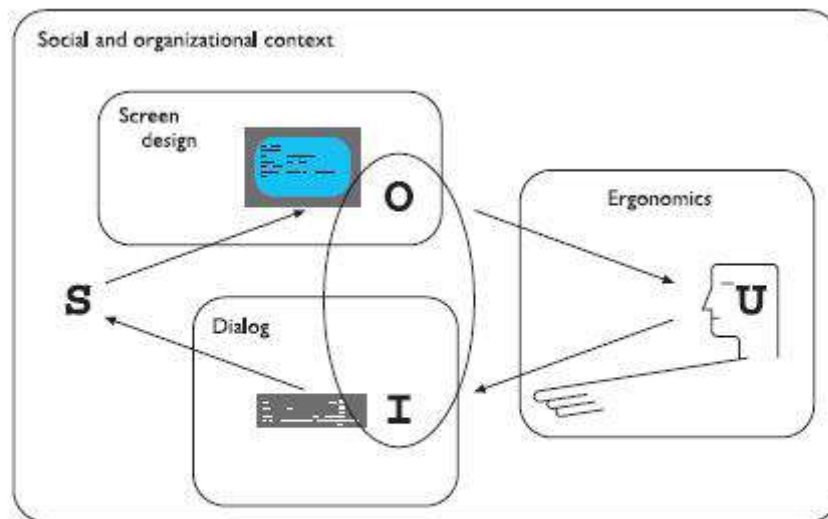 Social and organizational context
Screen
design
O
Ergonomics
S
U
Dialog
I